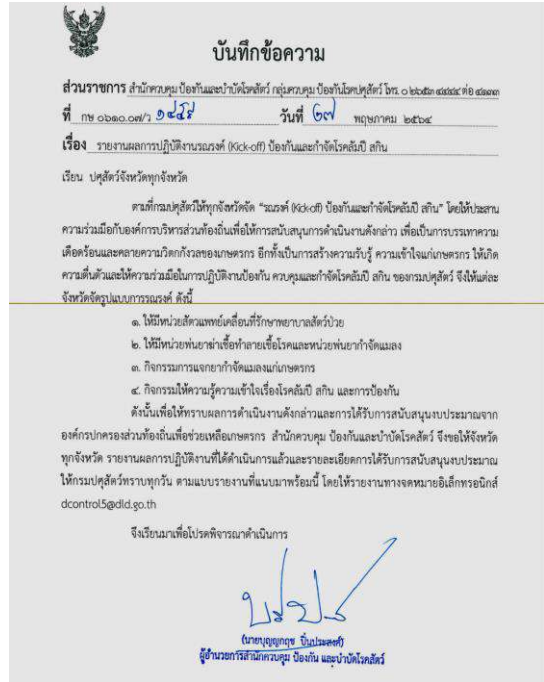 บันทึกข้อความ
ส่วนราชการ สำนักควบคุม ป้องกันและบำบัดโรคสัตว์ กลุ่มควบคุม ป้องกันโรคปศุสัตว์ โทร. ๐ ๒๖๕๓ ๔๔๔๔ ต่อ
ที่ กษ ๐๖๑๐.๐๗/ว วันที่ ๒๗ พฤษภาคม ๒๕๖๔
เรื่อง รายงานผลการปฏิบัติงานรณรงค์ (Kick-off) ป้องกันและกำจัดโรคลัมปี สกิน
เรียน ปศุสัตว์จังหวัดทุกจังหวัด
ตามที่กรมปศุสัตว์ให้ทุกจังหวัดจัด “รณรงค์ (Kick-off) ป้องกันและกำจัดโรคลัมปี สกิน” โดยให้ประสาน
ความร่วมมือกับองค์การบริหารส่วนท้องถิ่นเพื่อให้การสนับสนุนการดำเนินงานดังกล่าว เพื่อเป็นการบรรเทาความ
เดือดร้อนและคลายความวิตกกังวลของเกษตรกร อีกทั้งเป็นการสร้างความรับรู้ ความเข้าใจแก่เกษตรกร ให้เกิด
ความตื่นตัวและให้ความร่วมมือในการปฏิบัติงานป้องกัน ควบคุมและกำจัดโรคลัมปี สกิน ของกรมปศุสัตว์ จึงให้แต่ละ
จังหวัดจัดรูปแบบการรณรงค์ ดังนี้
๑. ให้มีหน่วยสัตวแพทย์เคลื่อนที่รักษาพยาบาลสัตว์ป่วย
๒. ให้มีหน่วยพ่นยาฆ่าเชื้อทำลายเชื้อโรคและหน่วยพ่นยากำจัดแมลง
๓. กิจกรรมการแจกยากำจัดแมลงแก่เกษตรกร
๔. กิจกรรมให้ความรู้ความเข้าใจเรื่องโรคลัมปี สกิน และการป้องกัน
ดังนั้นเพื่อให้ทราบผลการดำเนินงานดังกล่าวและการได้รับการสนับสนุนงบประมาณจาก
องค์กรปกครองส่วนท้องถิ่นเพื่อช่วยเหลือเกษตรกร สำนักควบคุม ป้องกันและบำบัดโรคสัตว์ จึงขอให้จังหวัด
ทุกจังหวัด รายงานผลการปฏิบัติงานที่ได้ดำเนินการแล้วและรายละเอียดการได้รับการสนับสนุนงบประมาณ
ให้กรมปศุสัตว์ทราบทุกวัน ตามแบบรายงานที่แนบมาพร้อมนี้ โดยให้รายงานทางจดหมายอิเล็กทรอนิกส์
dcontrol5@dld.go.th
จึงเรียนมาเพื่อโปรดพิจารณาดำเนินการ
(นายบุญญกฤช ปิ่นประสงค์)
ผู้อำนวยการสำนักควบคุม ป้องกัน และบำบัดโรคสัตว์